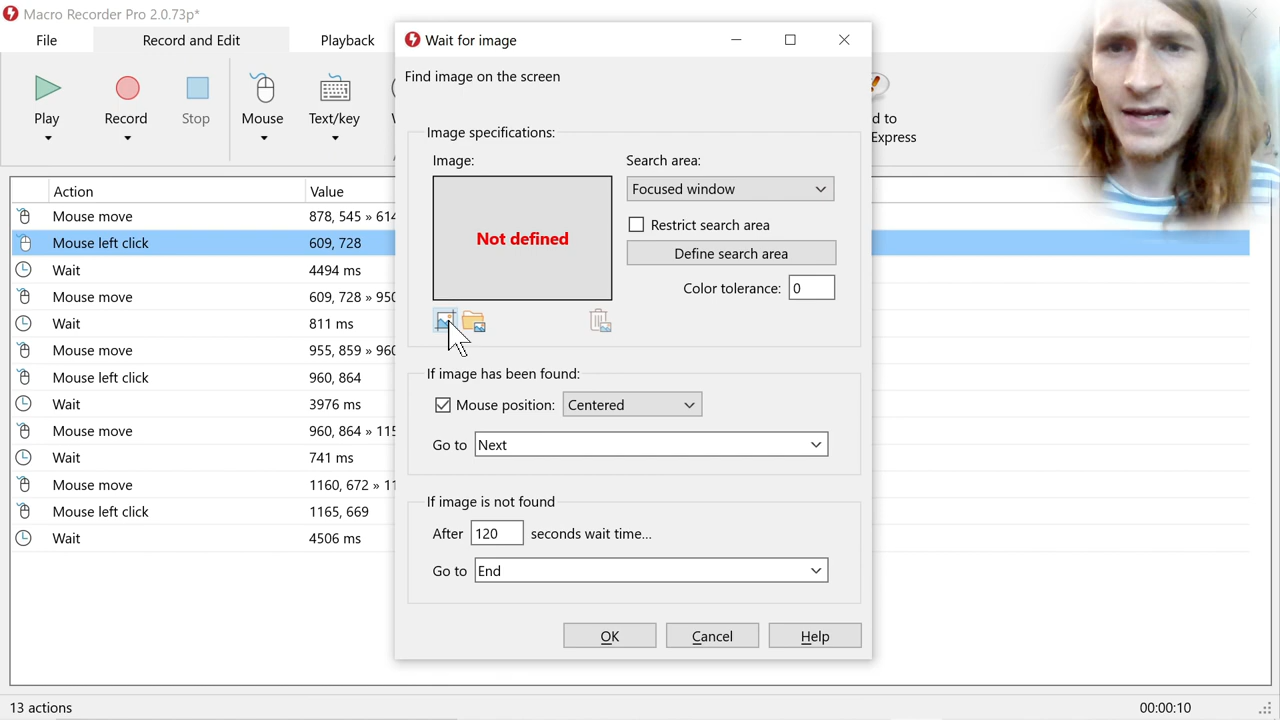 Macro Recorder Pro 2.0.73p*
File
Record and Edit
Playback
Play
Record
Stop
Mouse
Text/key
Express
Action
Value
Mouse move
878, 545 » 614
Mouse left click
609, 728
Wait
4494 ms
Mouse move
609, 728 » 950
Wait
811 ms
Mouse move
955, 859 » 960
Mouse left click
960, 864
Wait
3976 ms
Mouse move
960, 864 » 115
Wait
741 ms
Mouse move
1160, 672 » 11
Mouse left click
1165, 669
Wait
4506 ms
13 actions
00:00:10
Wait for image
Find image on the screen
Image specifications:
Image:
Not defined
Search area:
Focused window
Restrict search area
Define search area
Color tolerance: 0
If image has been found:
Mouse position: Centered
Go to Next
If image is not found
After 120 seconds wait time...
Go to End
OK
Cancel
Help